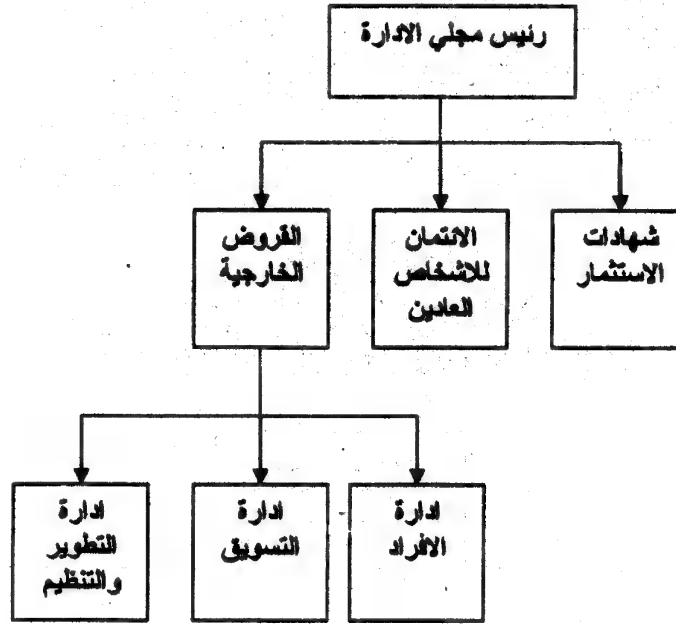 رئيس مجلي الادارة
شهادات
الاستثمار
الائتمان
للاشخاص
العادين
القروض
الخارجية
ادارة
الافراد
ادارة
التسويق
ادارة
التطوير
والتنظيم